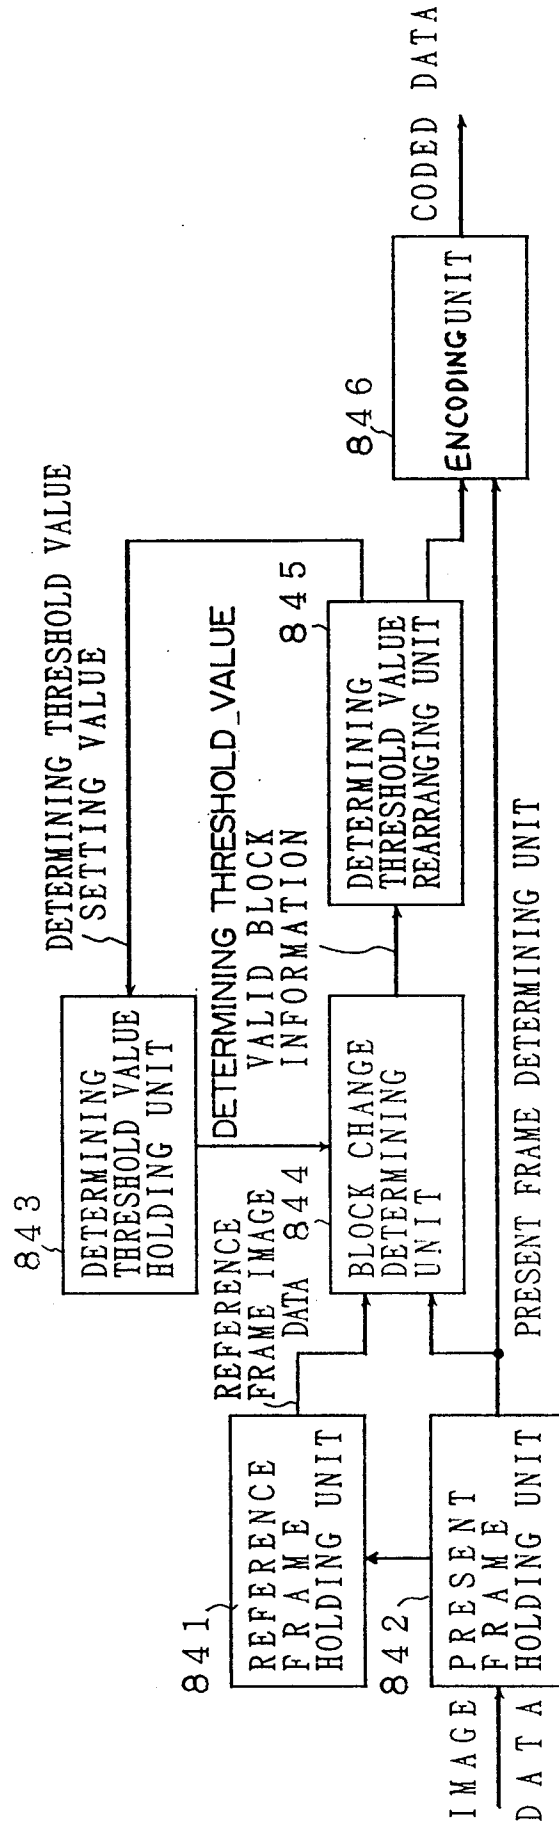 IMAGE
DATA
842
PRESENT
FRAME
HOLDING UNIT
841
REFERENCE
FRAME
HOLDING UNIT
REFERENCE
FRAME IMAGE
DATA
PRESENT FRAME DETERMINING UNIT
843
DETERMINING
THRESHOLD VALUE
HOLDING UNIT
DETERMINING THRESHOLD VALUE
SETTING VALUE
DETERMINING THRESHOLD_VALUE
844
BLOCK CHANGE
DETERMINING
UNIT
VALID BLOCK
INFORMATION
845
DETERMINING
THRESHOLD VALUE
REARRANGING UNIT
846
ENCODING UNIT
CODED DATA